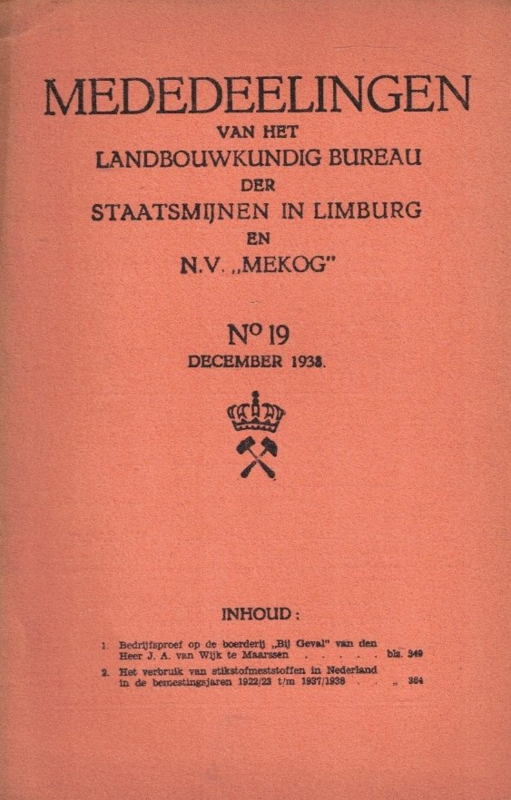 MEDEDEELINGEN
VAN HET
LANDBOUWKUNDIG BUREAU
DER
STAATSMIJNEN IN LIMBURG
EN
N.V. „MEKOG"
Nº 19
DECEMBER 1938.
INHOUD :
1. Bedrijfsproef op de boerderij „Bij Geval" van den
Heer J. A. van Wijk te Maarssen . . . . . bls. 349
2. Het verbruik van stikstofmeststoffen in Nederland
in de bemestingsjaren 1922/23 t/m 1937/1938 . . „ 364